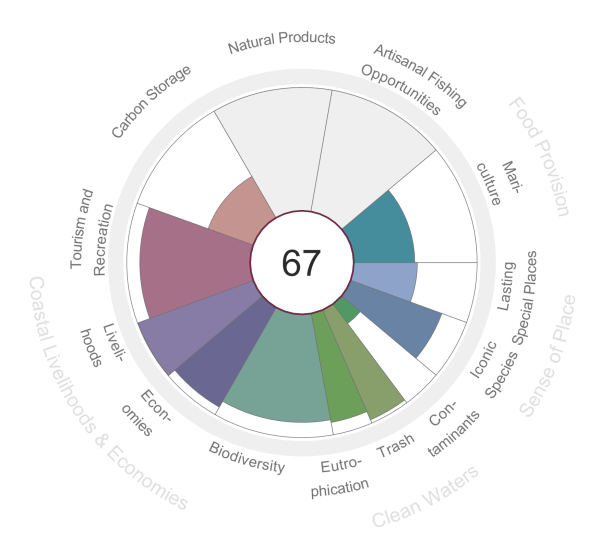 Natural Products
Artisanal Fishing
Opportunities
Carbon Storage
Food Provision
Mari-
culture
Tourism and
Recreation
67
Lasting
Special Places
Sense of Place
Iconic
Species
Liveli-
hoods
Coastal Livelihoods & Economies
Econ-
omies
Biodiversity
Eutro-
phication
Trash
Con-
taminants
Clean Waters